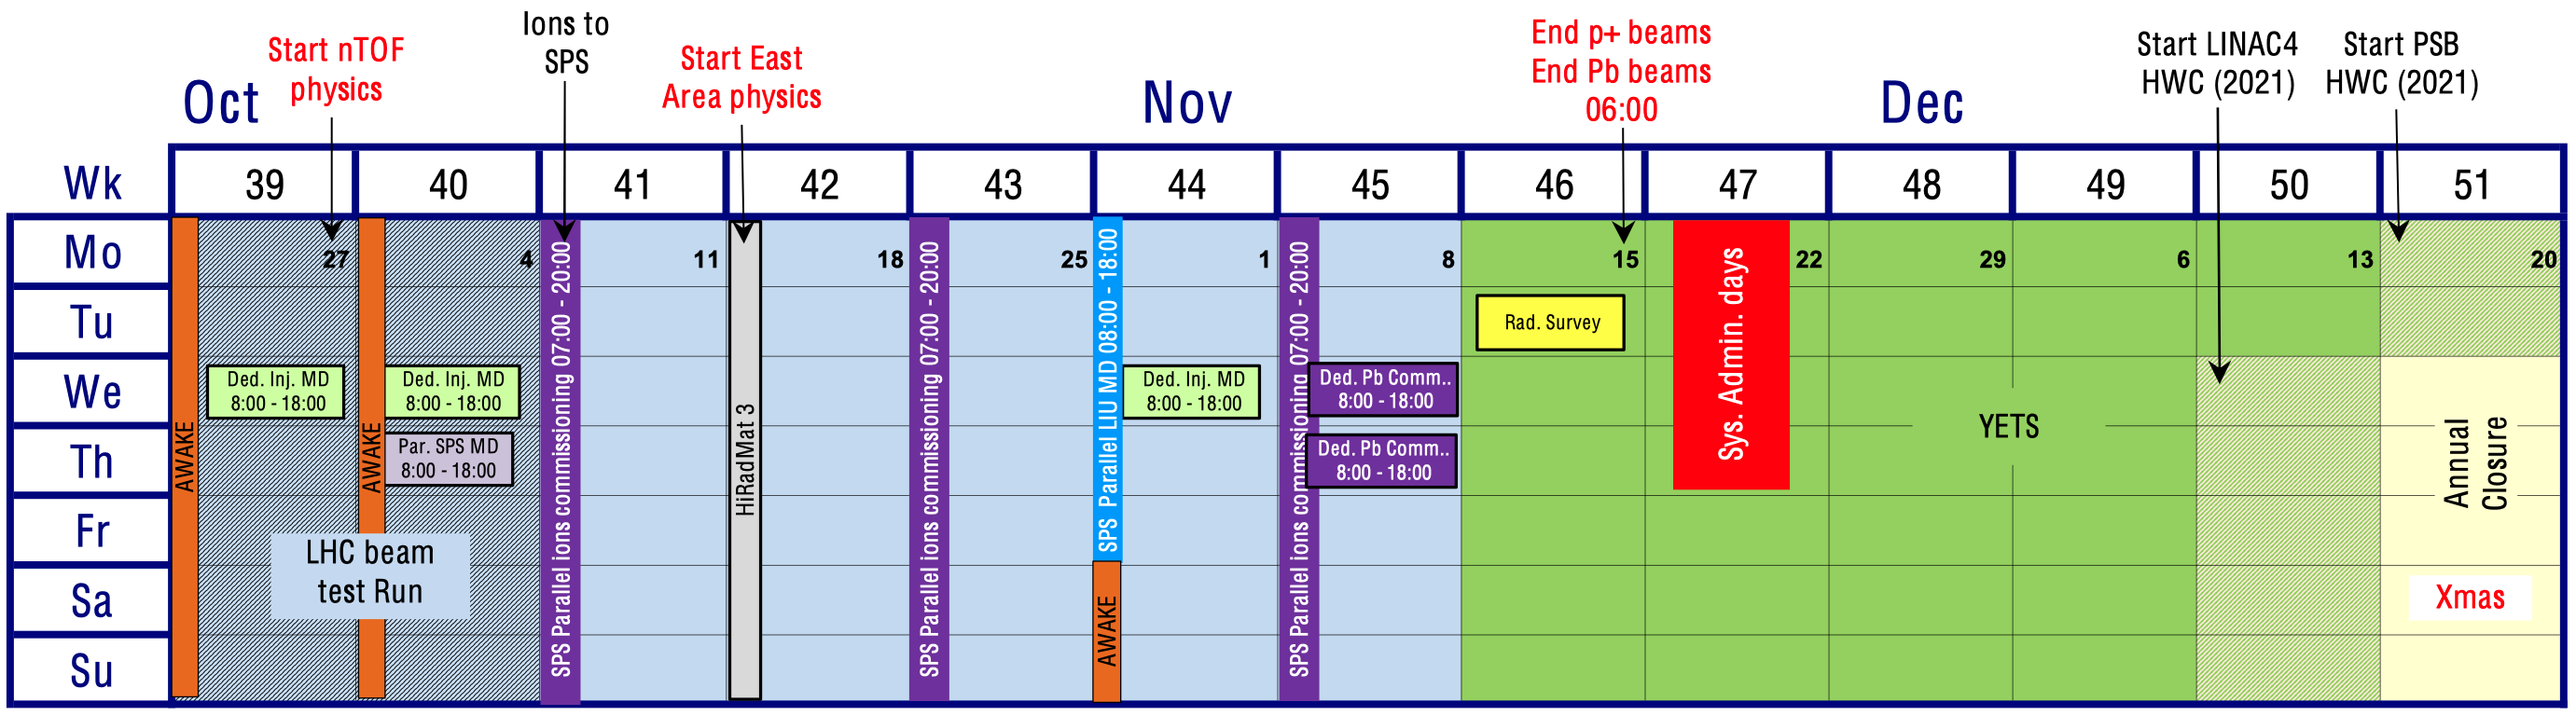 Start nTOF
physics
Ions to
SPS
Start East
Area physics
End p+ beams
End Pb beams
06:00
Start LINAC4
HWC (2021)
Start PSB
HWC (2021)
Oct
Nov
Dec
Wk 39 40 41 42 43 44 45 46 47 48 49 50 51
Mo 27 4 11 18 25 1 8 15 22 29 6 13 20
Tu
We
Th
Fr
Sa
Su
AWAKE
Ded. Inj. MD
8:00 - 18:00
AWAKE
Ded. Inj. MD
8:00 - 18:00
Par. SPS MD
8:00 - 18:00
LHC beam
test Run
SPS Parallel ions commissioning 07:00 - 20:00
HiRadMat 3
SPS Parallel ions commissioning 07:00 - 20:00
SPS Parallel LIU MD 08:00 - 18:00
AWAKE
Ded. Inj. MD
8:00 - 18:00
SPS Parallel ions commissioning 07:00 - 20:00
Ded. Pb Comm..
8:00 - 18:00
Ded. Pb Comm..
8:00 - 18:00
Rad. Survey
Sys. Admin. days
YETS
Annual
Closure
Xmas